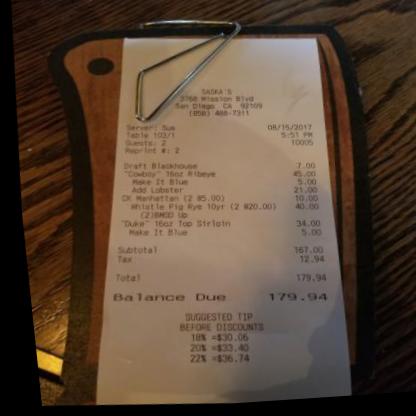 SASKA'S
3768 Mission Blvd
San Diego, CA 92109
(858) 488-7311
Server: Sue 08/15/2017
Table 103/1 5:51 PM
Guests: 2 10005
Reprint #: 2
Draft Blackhouse 7.00
"Cowboy" 16oz Ribeye 45.00
Make It Blue 5.00
Add Lobster 21.00
CK Manhattan (2 @5.00) 10.00
Whistle Pig Rye 10yr (2 @20.00) 40.00
(2)BMOD Up
"Duke" 16oz Top Sirloin 34.00
Make It Blue 5.00
Subtotal 167.00
Tax 12.94
Total 179.94
Balance Due 179.94
SUGGESTED TIP
BEFORE DISCOUNTS
18% =$30.06
20% =$33.40
22% =$36.74